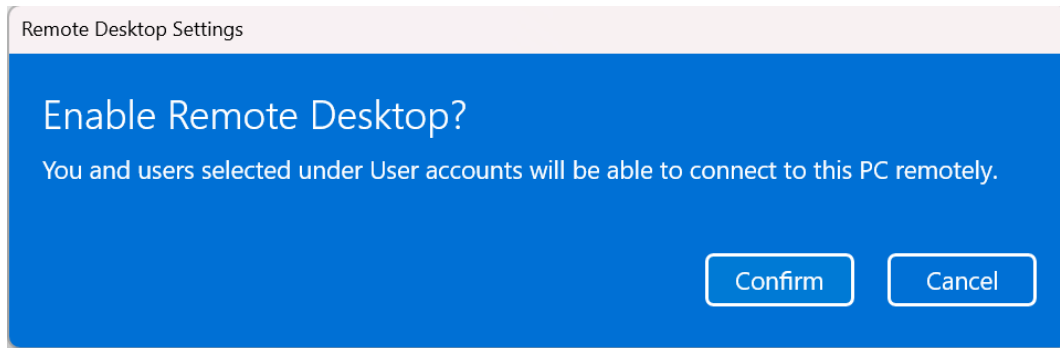 Remote Desktop Settings
Enable Remote Desktop?
You and users selected under User accounts will be able to connect to this PC remotely.
Confirm
Cancel